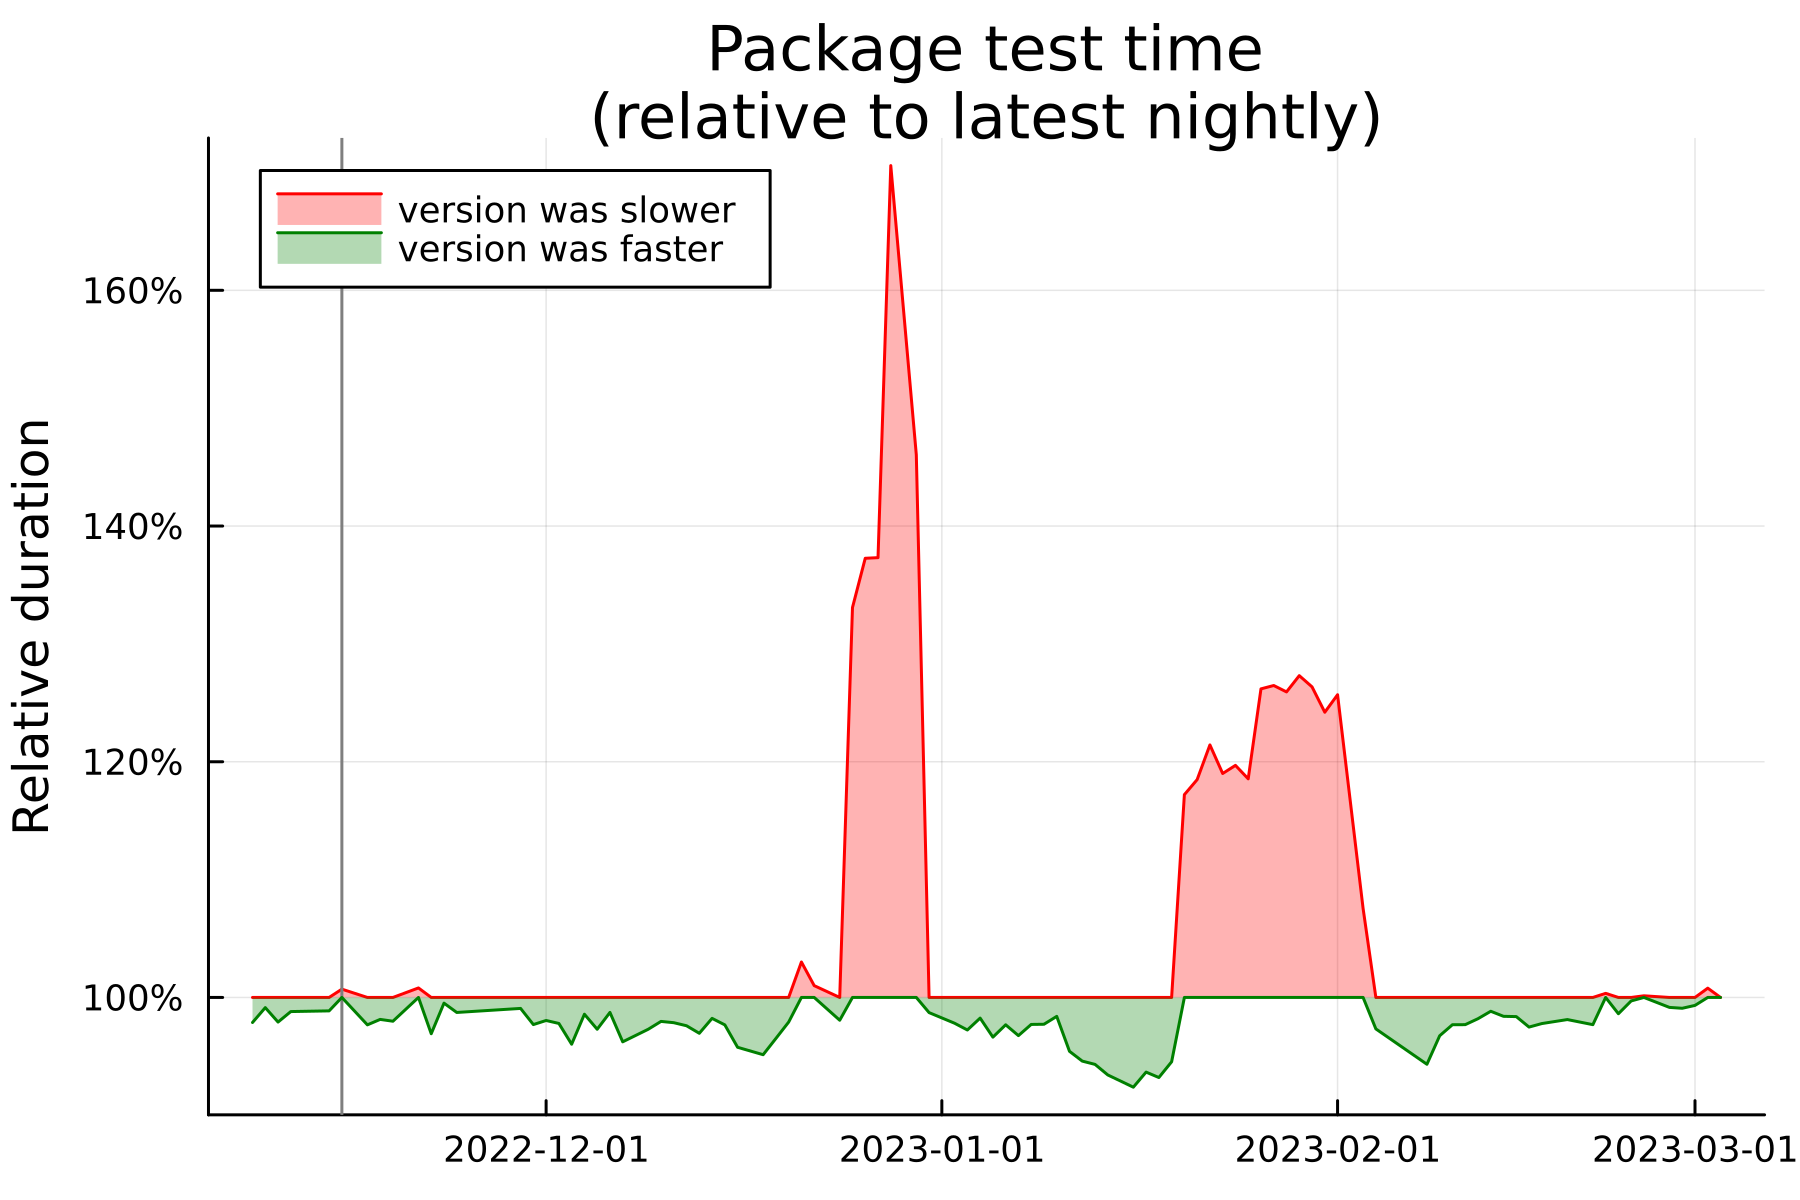 Package test time
(relative to latest nightly)
version was slower
version was faster
160%
140%
120%
100%
Relative duration
2022-12-01
2023-01-01
2023-02-01
2023-03-01